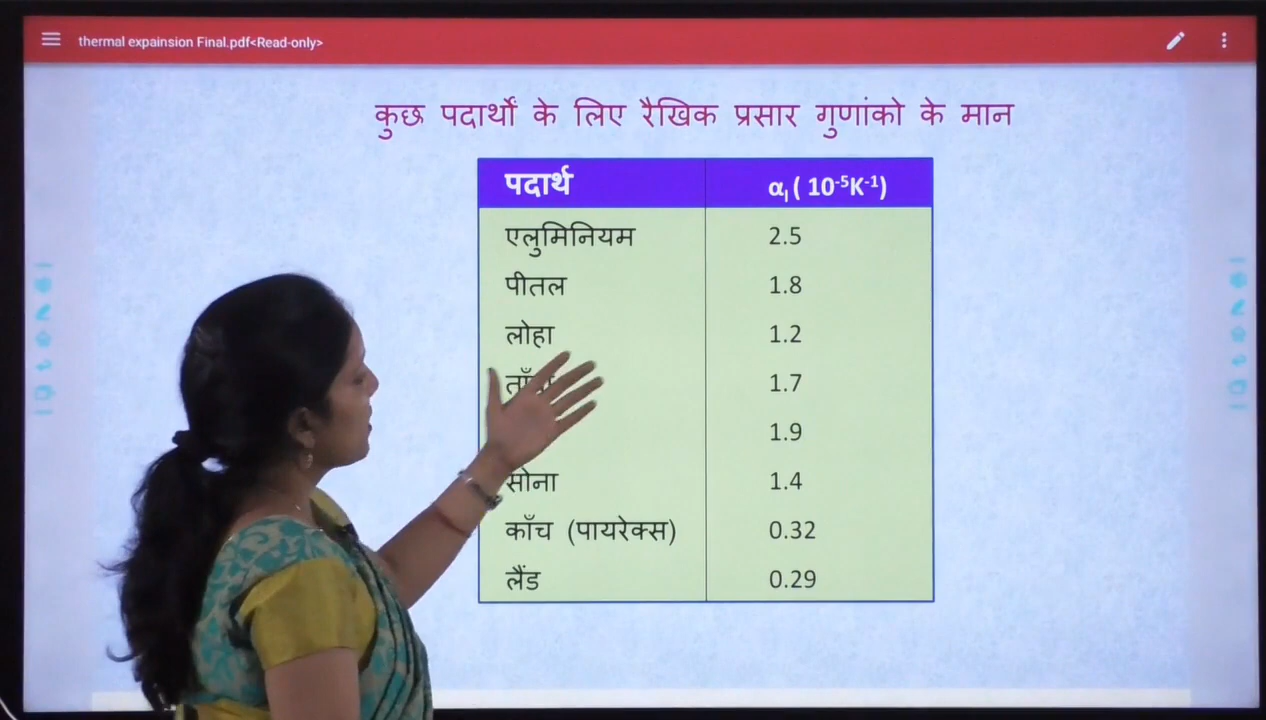 thermal expainsion Final.pdf<Read-only>
कुछ पदार्थों के लिए रैखिक प्रसार गुणांको के मान
पदार्थ αl ( 10-5K-1)
एलुमिनियम 2.5
पीतल 1.8
लोहा 1.2
1.7
1.9
सोना 1.4
काँच (पायरेक्स) 0.32
लैंड 0.29